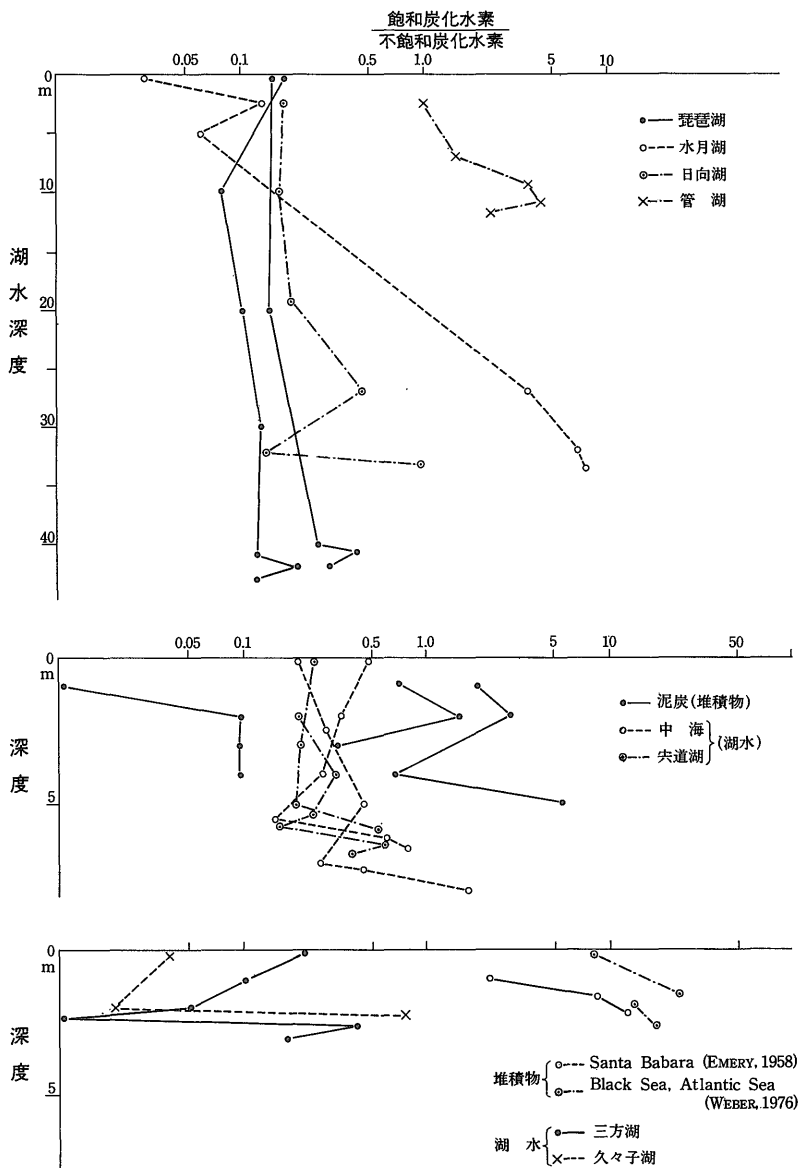 飽和炭化水素
不飽和炭化水素
0.05 0.1 0.5 1.0 5 10
0
m
10
20
30
40
湖水深度
琵琶湖
水月湖
日向湖
管 湖
0.05 0.1 0.5 1.0 5 10 50
0
m
5
深度
泥炭(堆積物)
中 海
宍道湖
(湖水)
0
m
5
深度
堆積物
Santa Babara (EMERY, 1958)
Black Sea, Atlantic Sea
(WEBER, 1976)
湖 水
三方湖
久々子湖